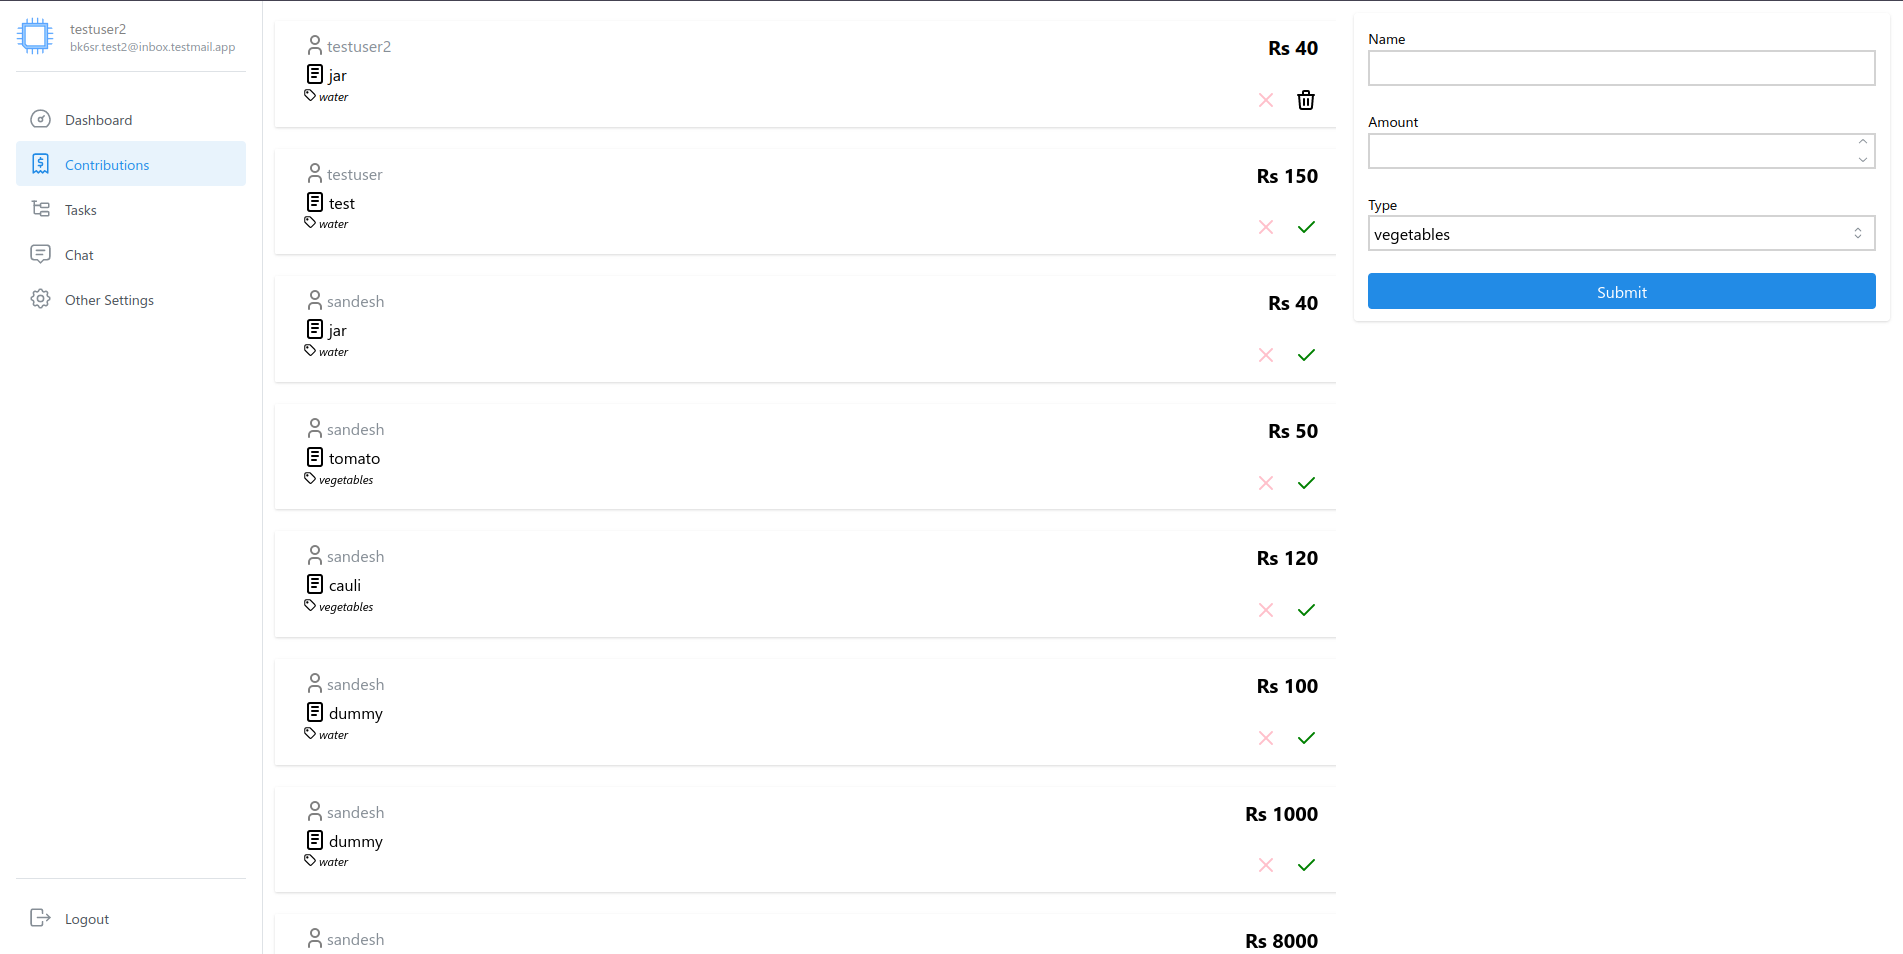 testuser2
bk6sr.test2@inbox.testmail.app
Dashboard
Contributions
Tasks
Chat
Other Settings
Logout
testuser2
Rs 40
jar
water
testuser
Rs 150
test
water
sandesh
Rs 40
jar
water
sandesh
Rs 50
tomato
vegetables
sandesh
Rs 120
cauli
vegetables
sandesh
Rs 100
dummy
water
sandesh
Rs 1000
dummy
water
sandesh
Rs 8000
Name
Amount
Type
vegetables
Submit